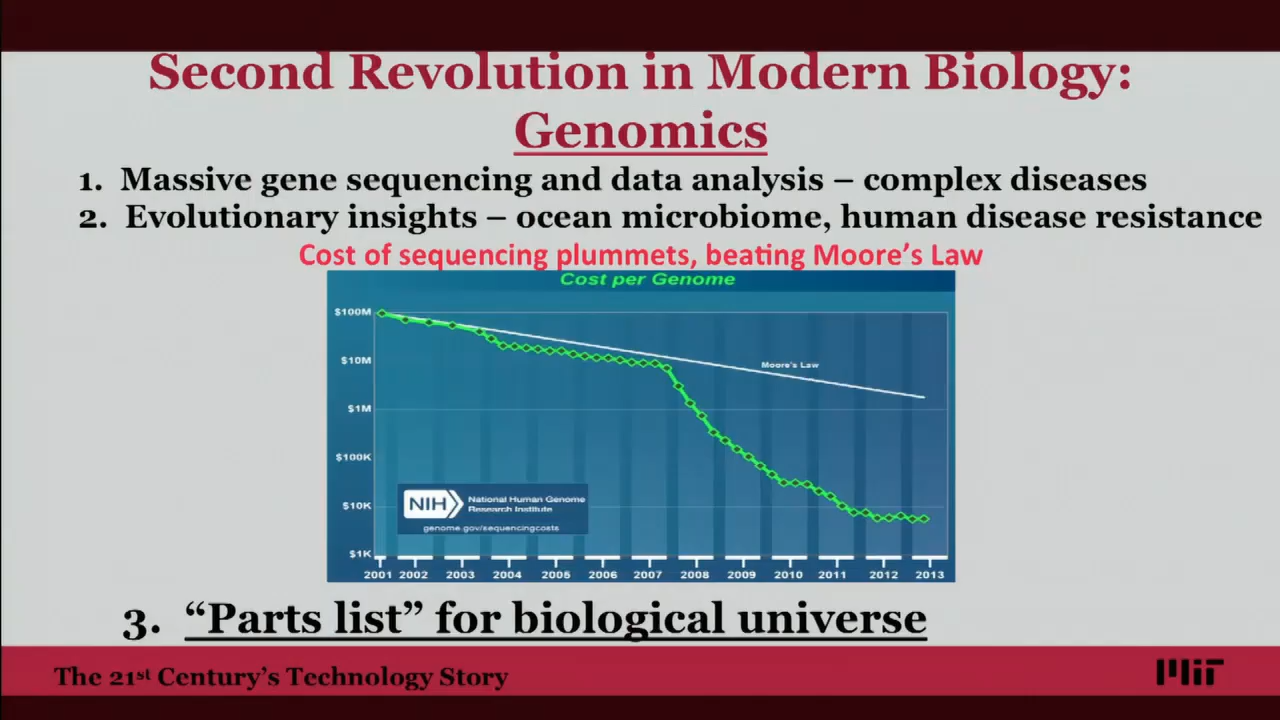 Second Revolution in Modern Biology:
Genomics
1. Massive gene sequencing and data analysis – complex diseases
2. Evolutionary insights – ocean microbiome, human disease resistance
Cost of sequencing plummets, beating Moore’s Law
Cost per Genome
$100M
$10M
$1M
$100K
$10K
$1K
Moore's Law
NIH
National Human Genome
Research Institute
genome.gov/sequencingcosts
2001 2002 2003 2004 2005 2006 2007 2008 2009 2010 2011 2012 2013
3. “Parts list” for biological universe
The 21st Century’s Technology Story
MIT